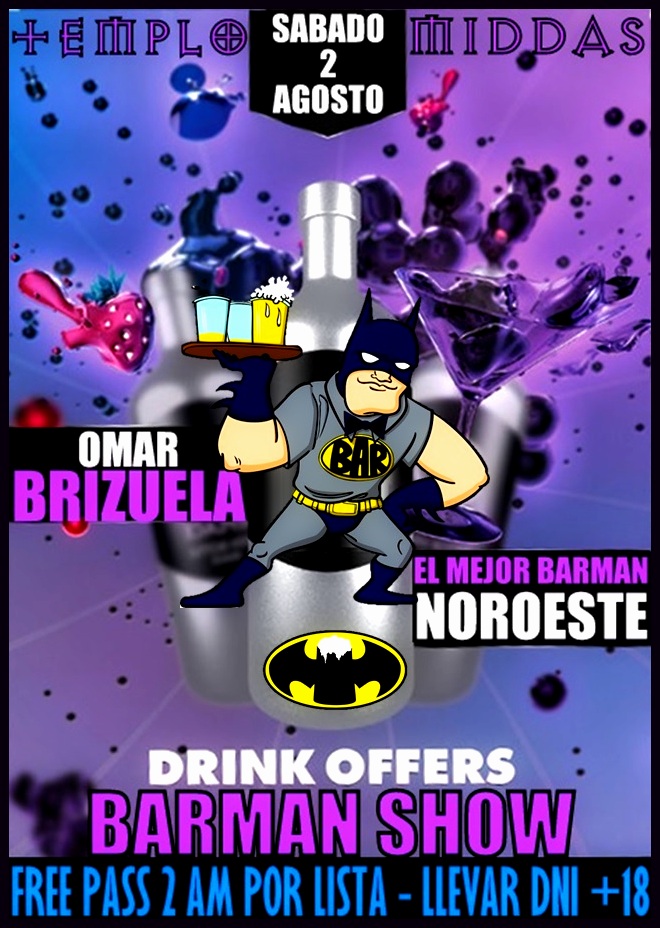 TEMPLO MIDDAS
SABADO
2
AGOSTO
BAR
OMAR
BRIZUELA
EL MEJOR BARMAN
NOROESTE
DRINK OFFERS
BARMAN SHOW
FREE PASS 2 AM POR LISTA - LLEVAR DNI +18